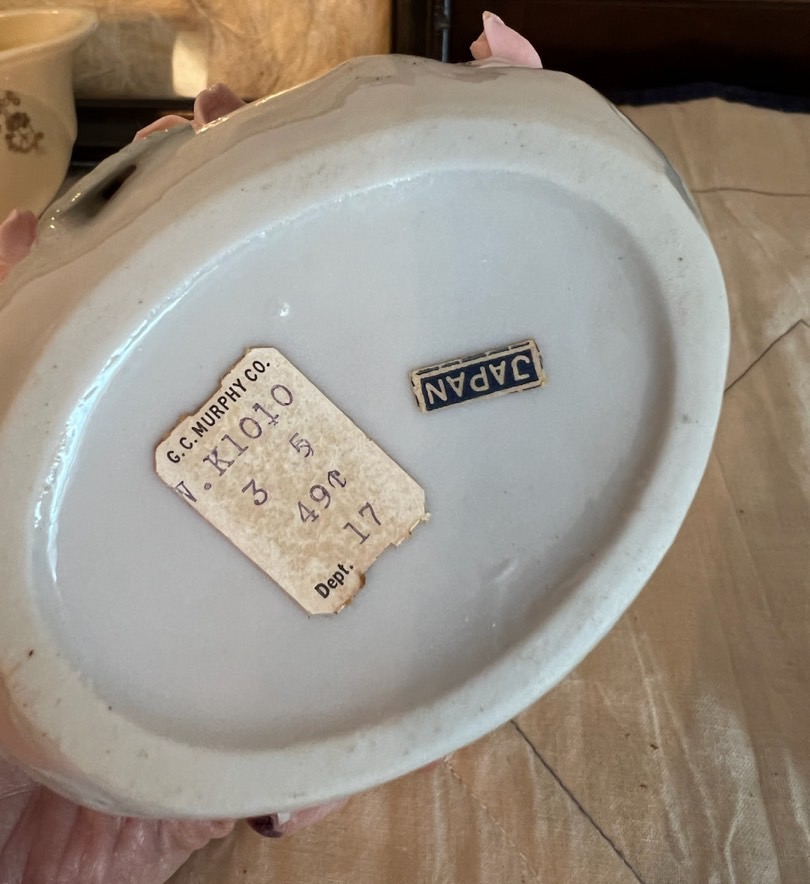 G.C. MURPHY CO.
V.K1010
3 5
49¢
Dept. 17
JAPAN